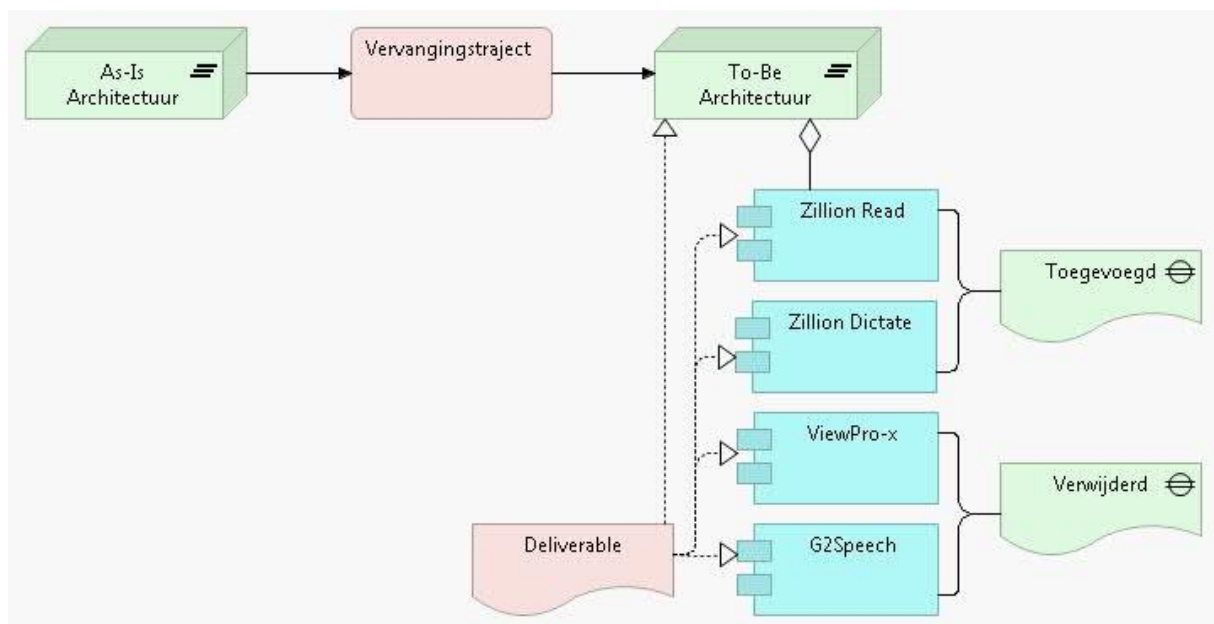 As-Is
Architectuur
Vervangingstraject
To-Be
Architectuur
Zillion Read
Toegevoegd
Zillion Dictate
ViewPro-x
Verwijderd
Deliverable
G2Speech